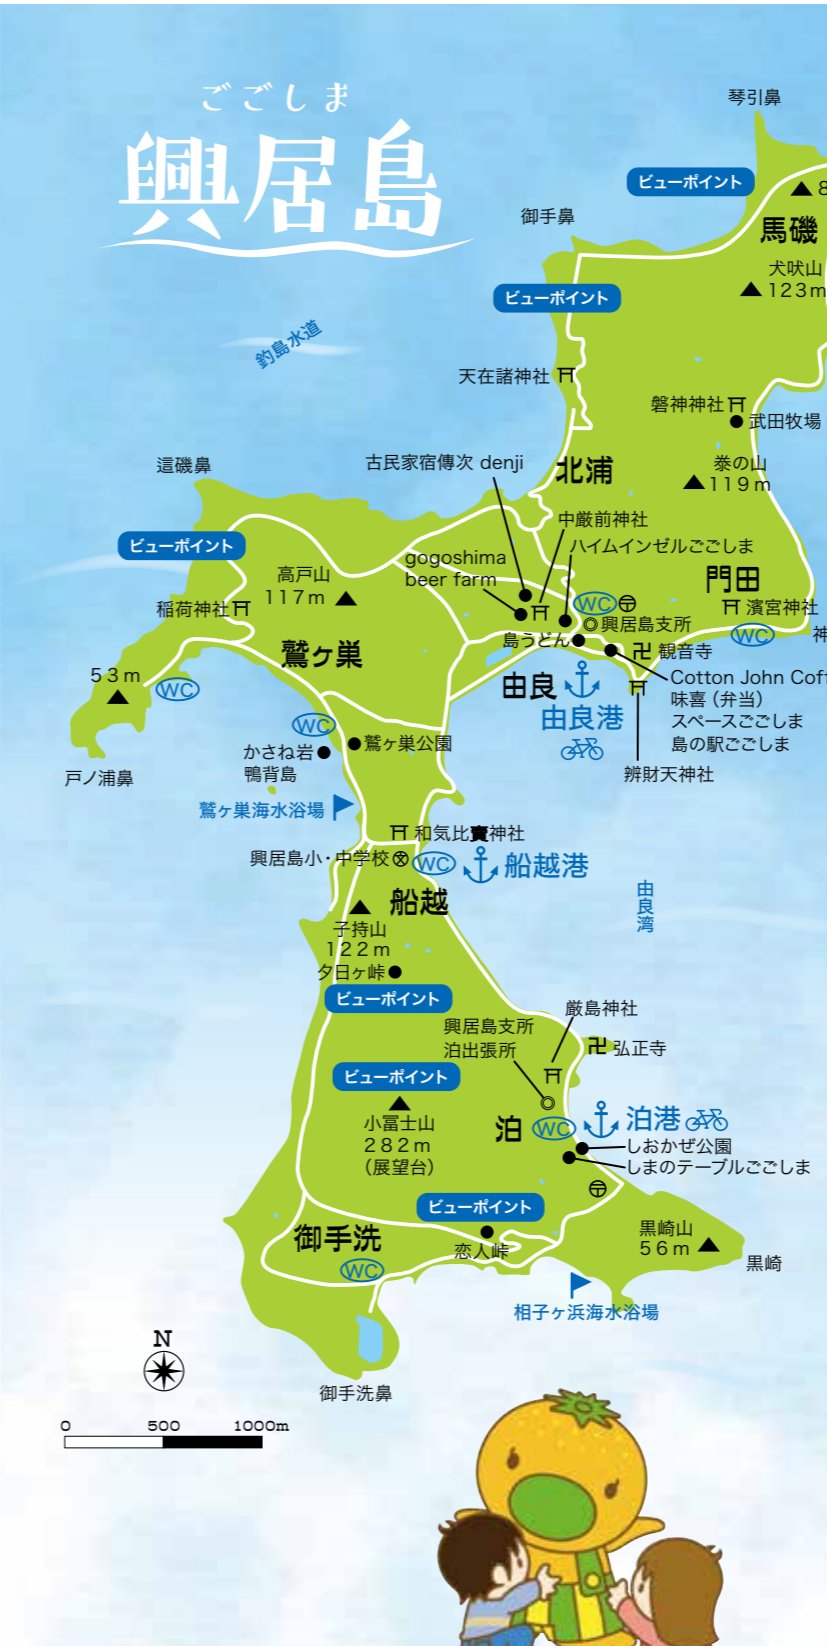 ごごしま
興居島
琴引鼻
ビューポイント
8
馬磯
御手鼻
犬吠山
123m
ビューポイント
釣島水道
天在諸神社
磐神神社
武田牧場
這磯鼻
古民家宿傳次 denji
北浦
泰の山
119m
中厳前神社
ビューポイント
ハイムインゼルごごしま
gogoshima
beer farm
高戸山
117m
門田
稲荷神社
WC
濱宮神社
興居島支所
WC
神
島うどん
観音寺
鷲ヶ巣
53m
WC
由良
Cotton John Coff
味喜（弁当）
スペースごごしま
島の駅ごごしま
由良港
WC
鷲ヶ巣公園
かさね岩
鴨背島
戸ノ浦鼻
辨財天神社
鷲ヶ巣海水浴場
和気比賣神社
興居島小・中学校
文
WC
船越港
由良湾
船越
子持山
122m
夕日ヶ峠
ビューポイント
厳島神社
興居島支所
泊出張所
弘正寺
ビューポイント
小冨士山
282m
（展望台）
泊
WC
泊港
しおかぜ公園
しまのテーブルごごしま
ビューポイント
御手洗
恋人峠
黒崎山
56m
黒崎
WC
相子ヶ浜海水浴場
N
御手洗鼻
0 500 1000m